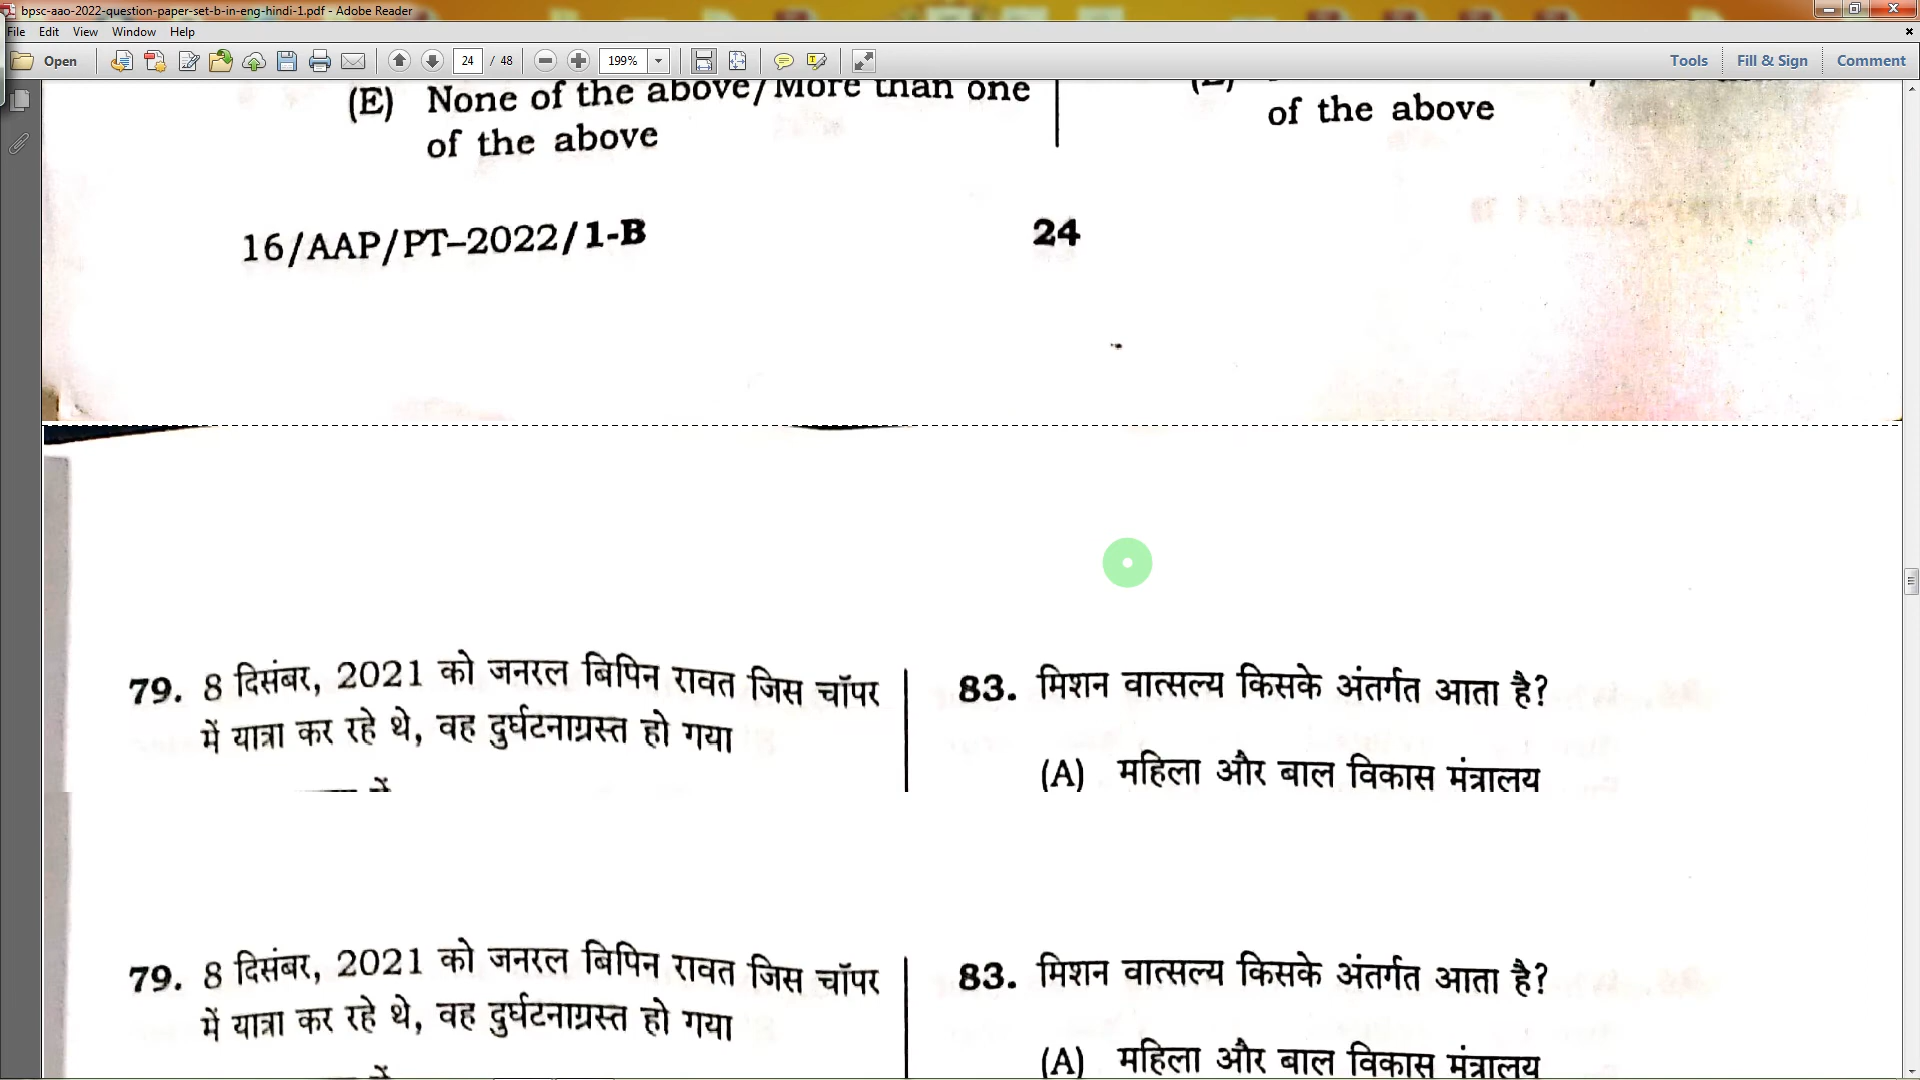 bpsc-aao-2022-question-paper-set-b-in-eng-hindi-1.pdf - Adobe Reader
File Edit View Window Help
Open 24 / 48 199% Tools Fill & Sign Comment
(E) None of the above/More than one
of the above
of the above
16/AAP/PT–2022/1-B
24
79. 8 दिसंबर, 2021 को जनरल बिपिन रावत जिस चॉपर
में यात्रा कर रहे थे, वह दुर्घटनाग्रस्त हो गया
83. मिशन वात्सल्य किसके अंतर्गत आता है?
(A) महिला और बाल विकास मंत्रालय
79. 8 दिसंबर, 2021 को जनरल बिपिन रावत जिस चॉपर
में यात्रा कर रहे थे, वह दुर्घटनाग्रस्त हो गया
83. मिशन वात्सल्य किसके अंतर्गत आता है?
(A) महिला और बाल विकास मंत्रालय